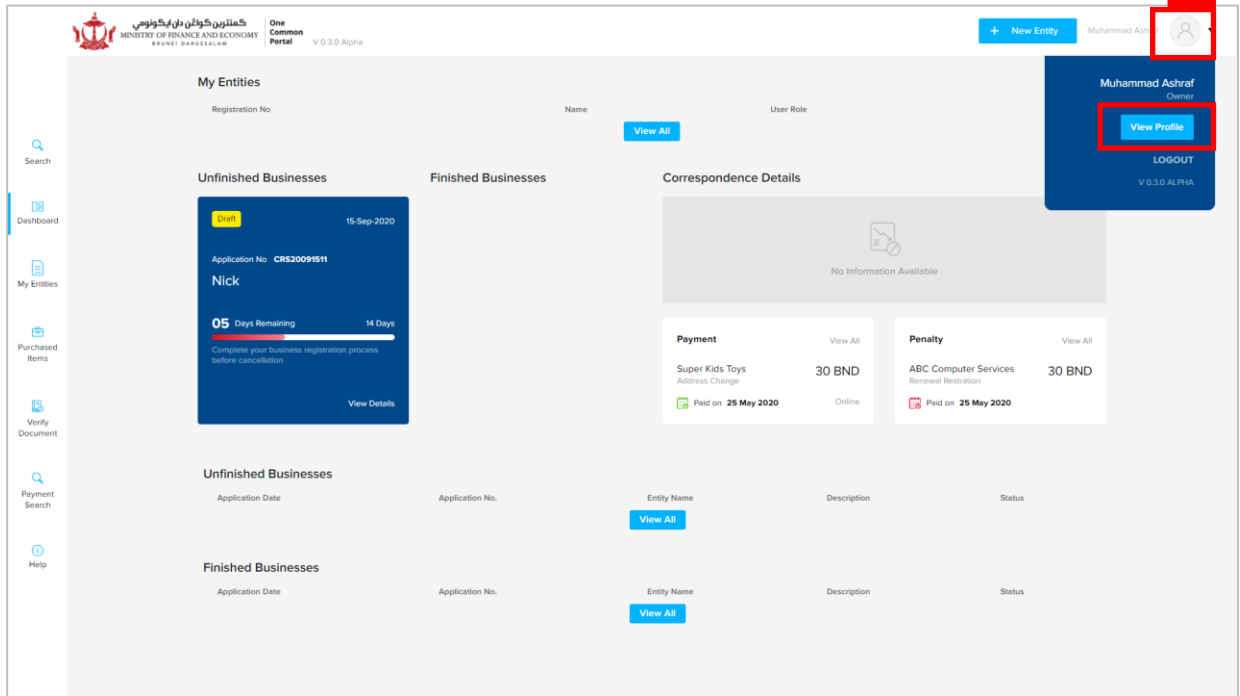 كمنترين كواڠن دان ايكونومي
MINISTRY OF FINANCE AND ECONOMY
BRUNEI DARUSSALAM
One
Common
Portal
V 0.3.0 Alpha
+ New Entity
Muhammad Ashraf
Muhammad Ashraf
Owner
View Profile
LOGOUT
V 0.3.0 ALPHA
Search
Dashboard
My Entities
Purchased
Items
Verify
Document
Payment
Search
Help
My Entities
Registration No Name User Role
View All
Unfinished Businesses
Draft 15-Sep-2020
Application No CRS20091511
Nick
05 Days Remaining 14 Days
Complete your business registration process
before cancellation
View Details
Finished Businesses
Correspondence Details
No Information Available
Payment View All
Super Kids Toys 30 BND
Address Change
Paid on 25 May 2020 Online
Penalty View All
ABC Computer Services 30 BND
Renewal Restration
Paid on 25 May 2020
Unfinished Businesses
Application Date Application No. Entity Name Description Status
View All
Finished Businesses
Application Date Application No. Entity Name Description Status
View All